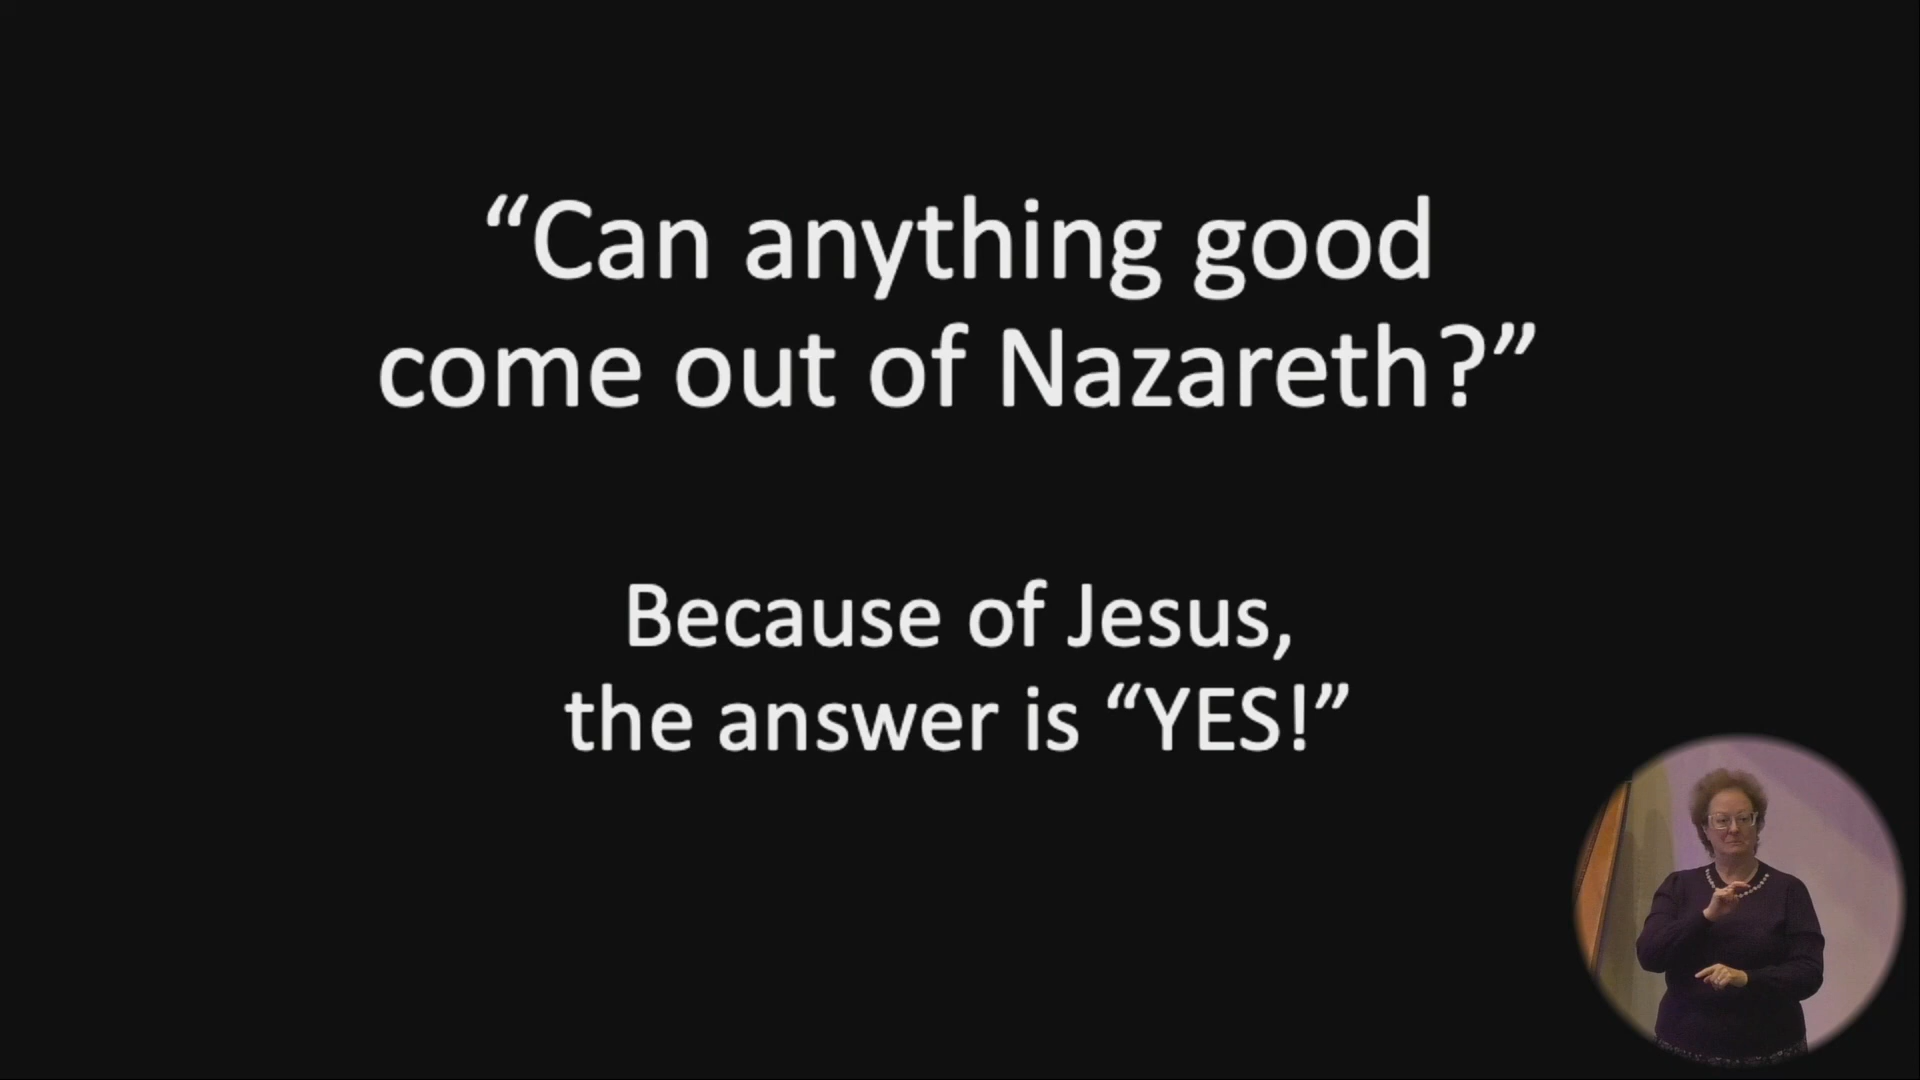 “Can anything good
come out of Nazareth?”
Because of Jesus,
the answer is “YES!”